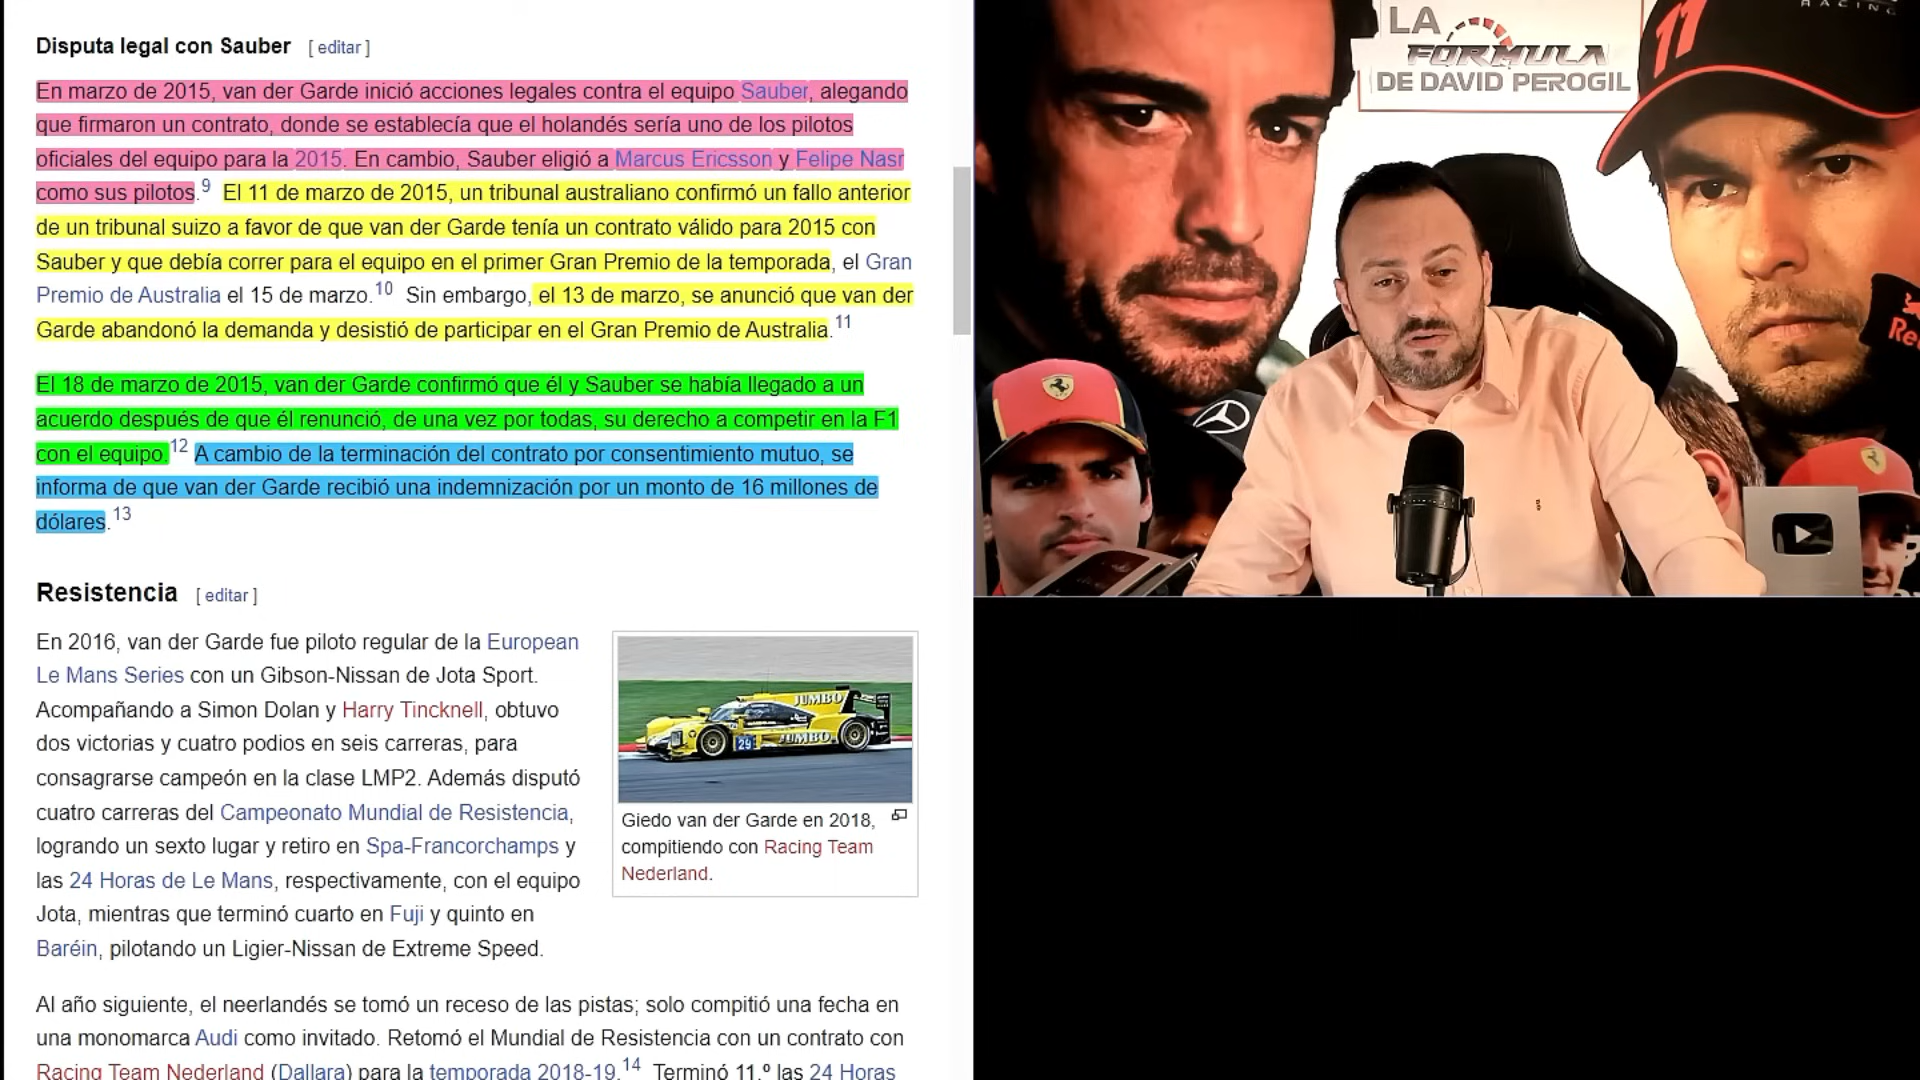 Disputa legal con Sauber [ editar ]
En marzo de 2015, van der Garde inició acciones legales contra el equipo Sauber, alegando
que firmaron un contrato, donde se establecía que el holandés sería uno de los pilotos
oficiales del equipo para la 2015. En cambio, Sauber eligió a Marcus Ericsson y Felipe Nasr
como sus pilotos.9 El 11 de marzo de 2015, un tribunal australiano confirmó un fallo anterior
de un tribunal suizo a favor de que van der Garde tenía un contrato válido para 2015 con
Sauber y que debía correr para el equipo en el primer Gran Premio de la temporada, el Gran
Premio de Australia el 15 de marzo.10 Sin embargo, el 13 de marzo, se anunció que van der
Garde abandonó la demanda y desistió de participar en el Gran Premio de Australia.11
El 18 de marzo de 2015, van der Garde confirmó que él y Sauber se había llegado a un
acuerdo después de que él renunció, de una vez por todas, su derecho a competir en la F1
con el equipo.12 A cambio de la terminación del contrato por consentimiento mutuo, se
informa de que van der Garde recibió una indemnización por un monto de 16 millones de
dólares.13
Resistencia [ editar ]
En 2016, van der Garde fue piloto regular de la European
Le Mans Series con un Gibson-Nissan de Jota Sport.
Acompañando a Simon Dolan y Harry Tincknell, obtuvo
dos victorias y cuatro podios en seis carreras, para
consagrarse campeón en la clase LMP2. Además disputó
cuatro carreras del Campeonato Mundial de Resistencia,
logrando un sexto lugar y retiro en Spa-Francorchamps y
las 24 Horas de Le Mans, respectivamente, con el equipo
Jota, mientras que terminó cuarto en Fuji y quinto en
Baréin, pilotando un Ligier-Nissan de Extreme Speed.
JUMBO
JUMBO
29
Giedo van der Garde en 2018,
compitiendo con Racing Team
Nederland.
Al año siguiente, el neerlandés se tomó un receso de las pistas; solo compitió una fecha en
una monomarca Audi como invitado. Retomó el Mundial de Resistencia con un contrato con
Racing Team Nederland (Dallara) para la temporada 2018-19.14 Terminó 11.º las 24 Horas
LA
FÓRMULA
DE DAVID PEROGIL
11
RACING
Re